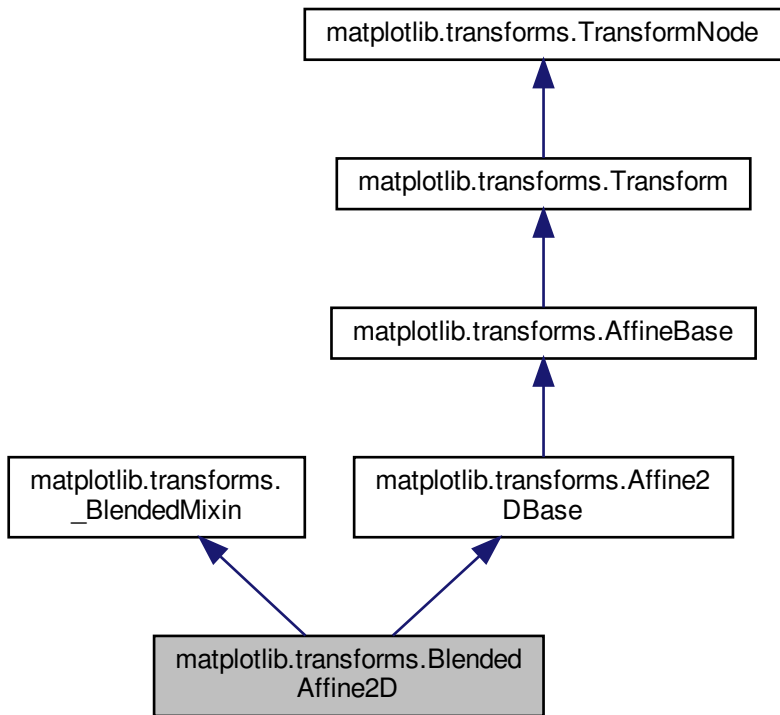 matplotlib.transforms.TransformNode
matplotlib.transforms.Transform
matplotlib.transforms.AffineBase
matplotlib.transforms.
_BlendedMixin
matplotlib.transforms.Affine2
DBase
matplotlib.transforms.Blended
Affine2D